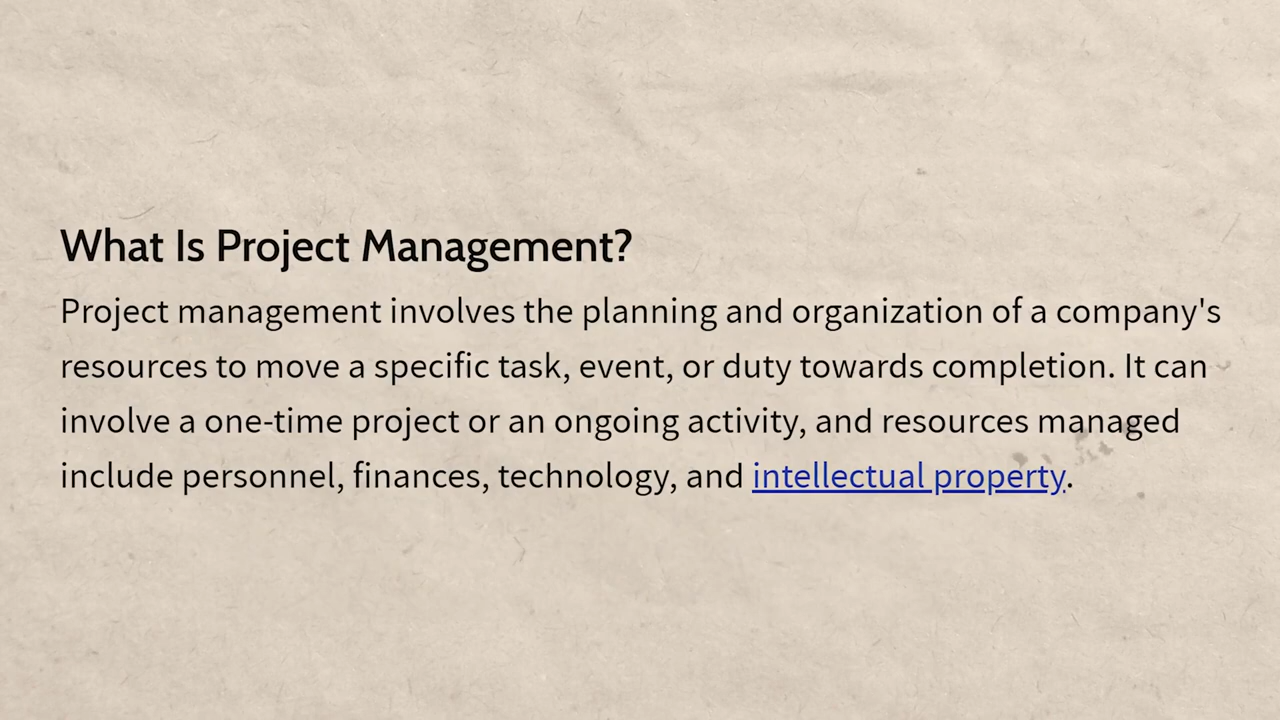 What Is Project Management?
Project management involves the planning and organization of a company's
resources to move a specific task, event, or duty towards completion. It can
involve a one-time project or an ongoing activity, and resources managed
include personnel, finances, technology, and intellectual property.